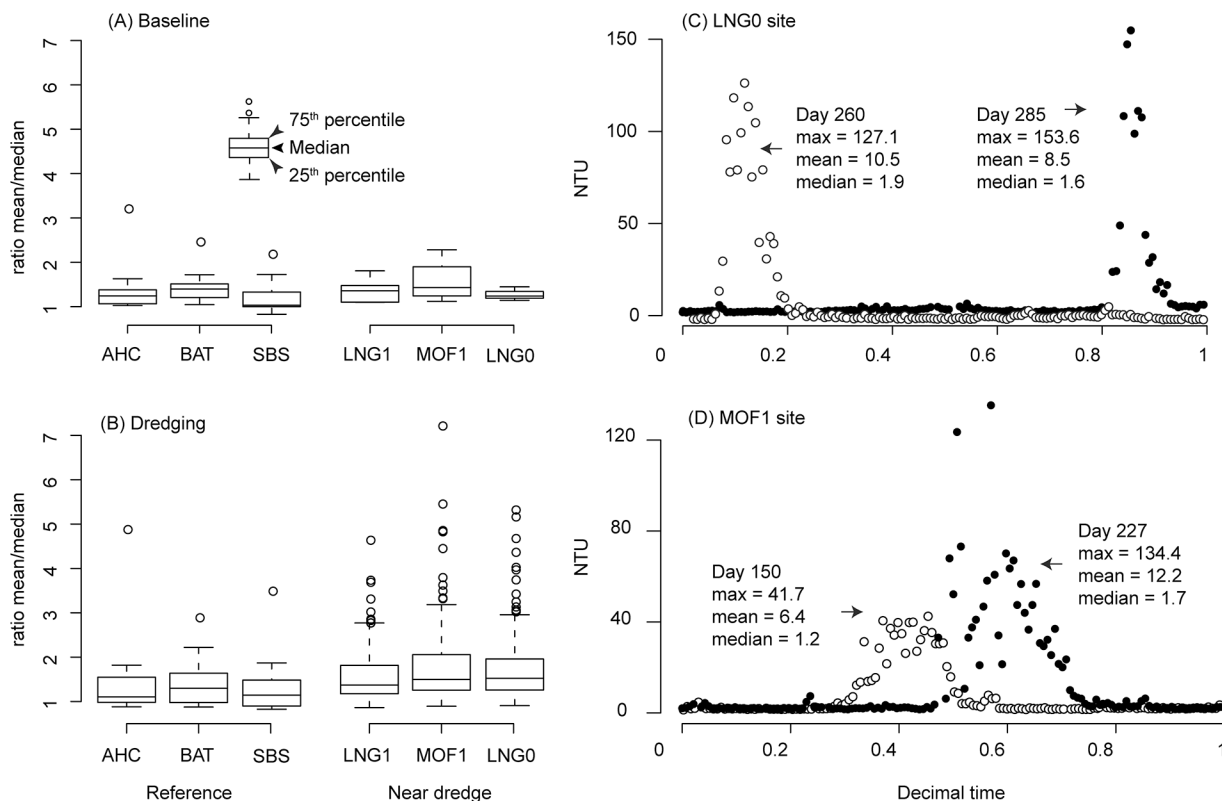 (A) Baseline
ratio mean/median
7
6
5
4
3
2
1
75th percentile
Median
25th percentile
AHC
BAT
SBS
LNG1
MOF1
LNG0
(B) Dredging
ratio mean/median
7
6
5
4
3
2
1
AHC
BAT
SBS
LNG1
MOF1
LNG0
Reference
Near dredge
(C) LNG0 site
NTU
150
100
50
0
Day 260
max = 127.1
mean = 10.5
median = 1.9
Day 285
max = 153.6
mean = 8.5
median = 1.6
0
0.2
0.4
0.6
0.8
1
(D) MOF1 site
NTU
120
80
40
0
Day 150
max = 41.7
mean = 6.4
median = 1.2
Day 227
max = 134.4
mean = 12.2
median = 1.7
0
0.4
0.6
0.8
1
Decimal time